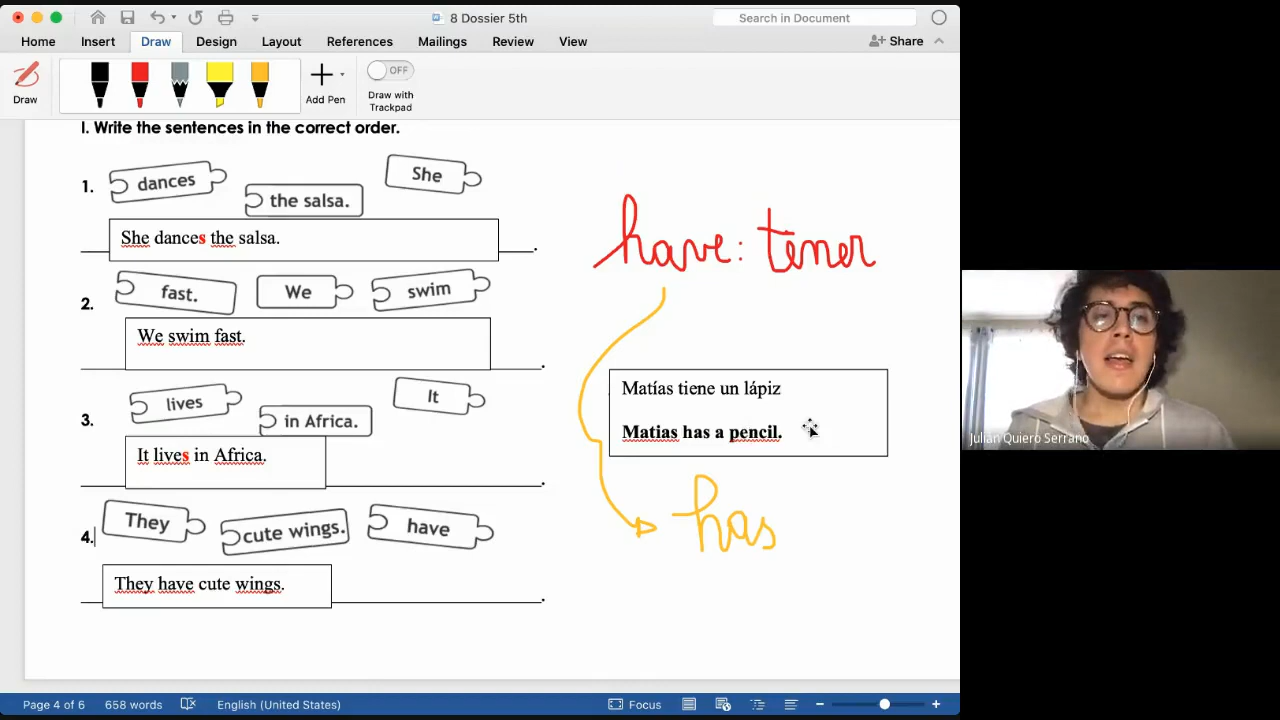 8 Dossier 5th
Search in Document
Home Insert Draw Design Layout References Mailings Review View
Share
Draw
Add Pen
OFF
Draw with
Trackpad
I. Write the sentences in the correct order.
1. dances the salsa. She
She dances the salsa.
2. fast. We swim
We swim fast.
3. lives in Africa. It
It lives in Africa.
4. They cute wings. have
They have cute wings.
have: tener
Matías tiene un lápiz
Matias has a pencil.
has
Julián Quiero Serrano
Page 4 of 6 658 words English (United States) Focus